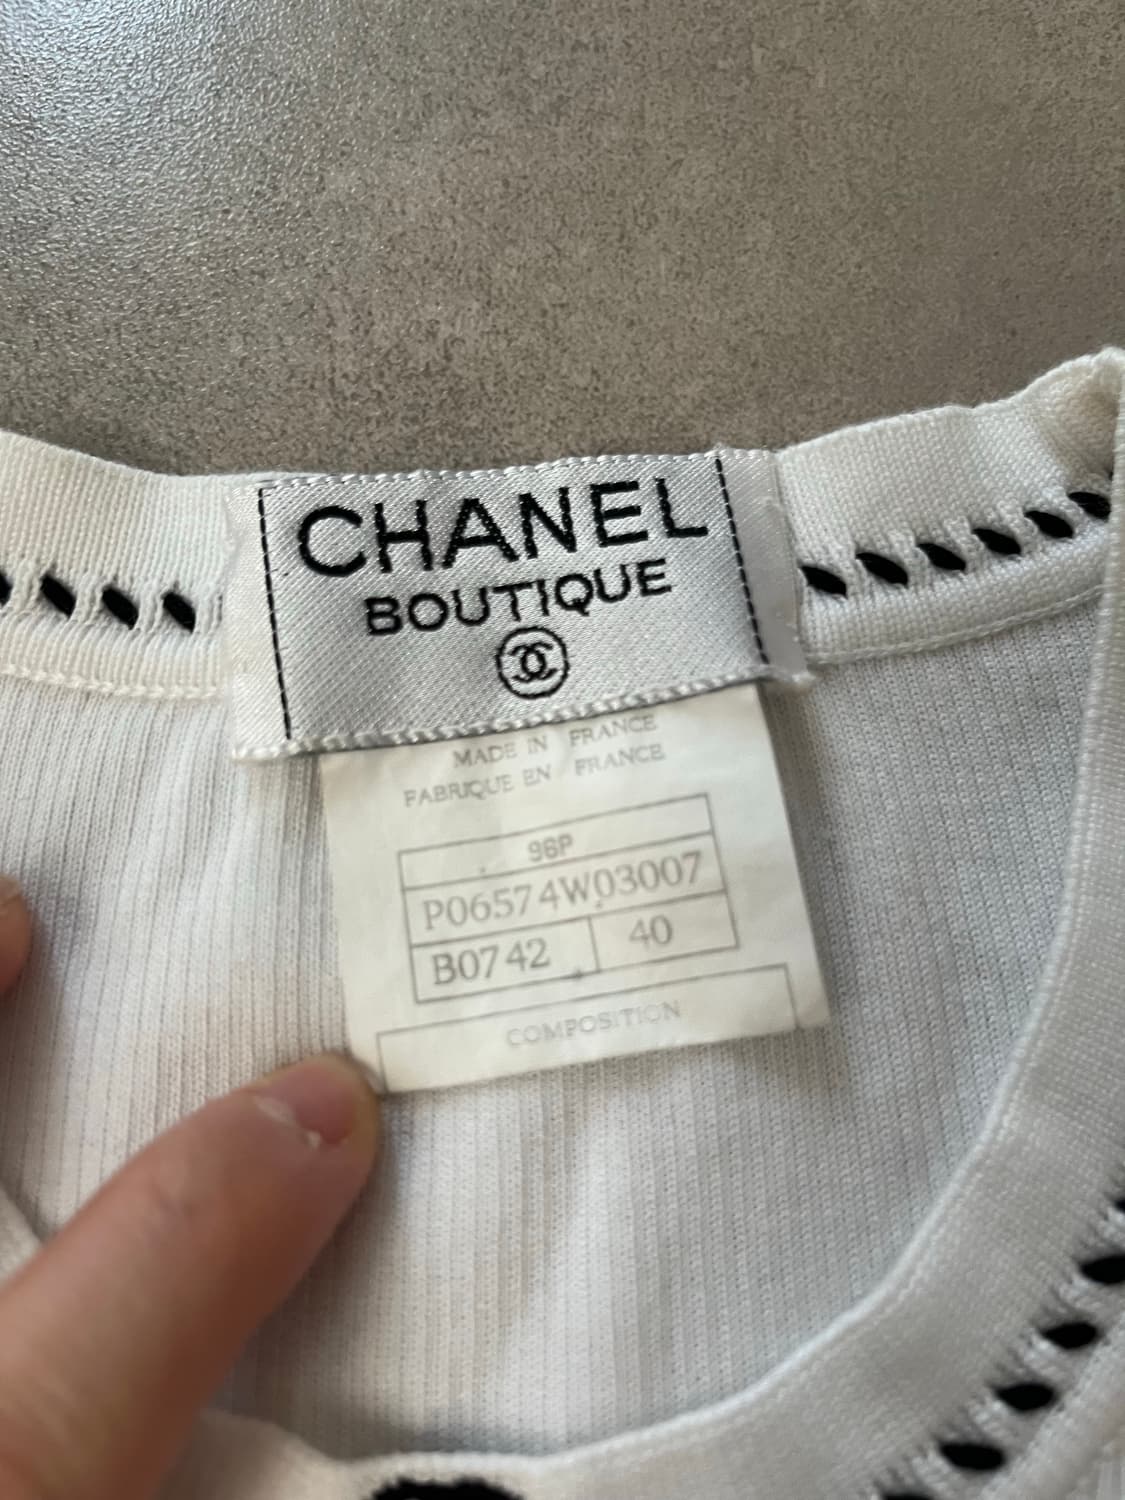 CHANEL
BOUTIQUE
MADE IN FRANCE
FABRIQUE EN FRANCE
96P
P06574W03007
B0742 40
COMPOSITION